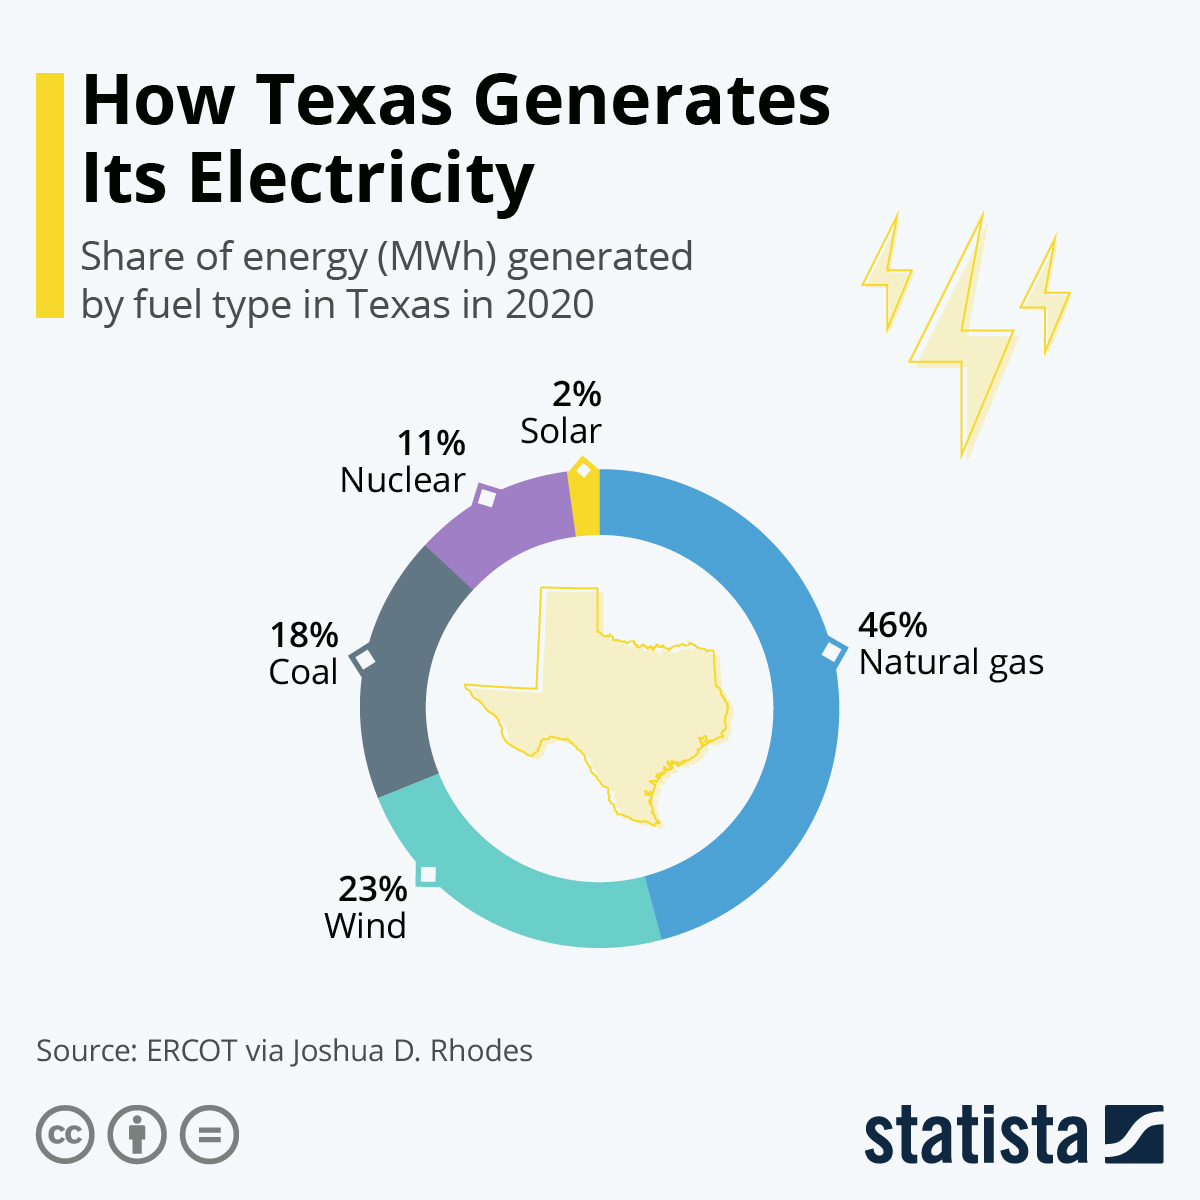 How Texas Generates
Its Electricity
Share of energy (MWh) generated
by fuel type in Texas in 2020
2%
Solar
11%
Nuclear
46%
Natural gas
18%
Coal
23%
Wind
Source: ERCOT via Joshua D. Rhodes
cc
statista